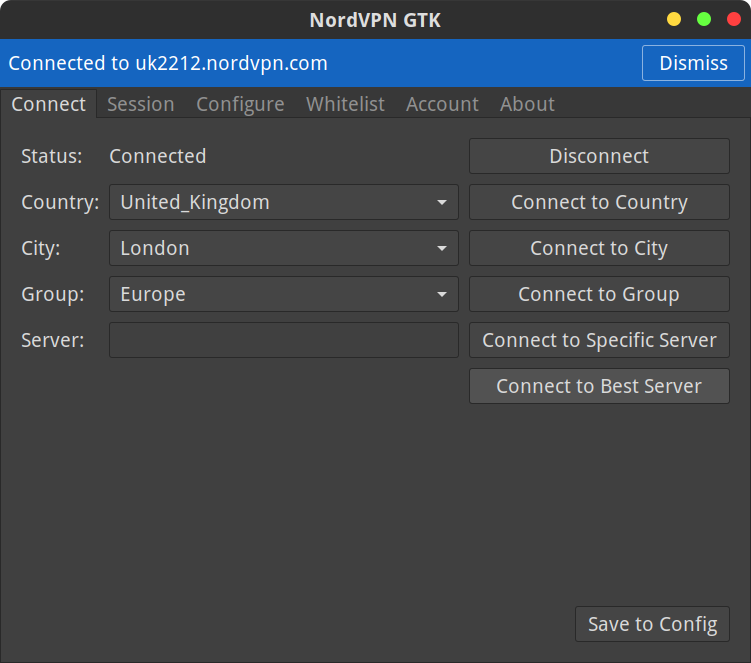 NordVPN GTK
Connected to uk2212.nordvpn.com Dismiss
Connect Session Configure Whitelist Account About
Status: Connected Disconnect
Country: United_Kingdom Connect to Country
City: London Connect to City
Group: Europe Connect to Group
Server: Connect to Specific Server
Connect to Best Server
Save to Config